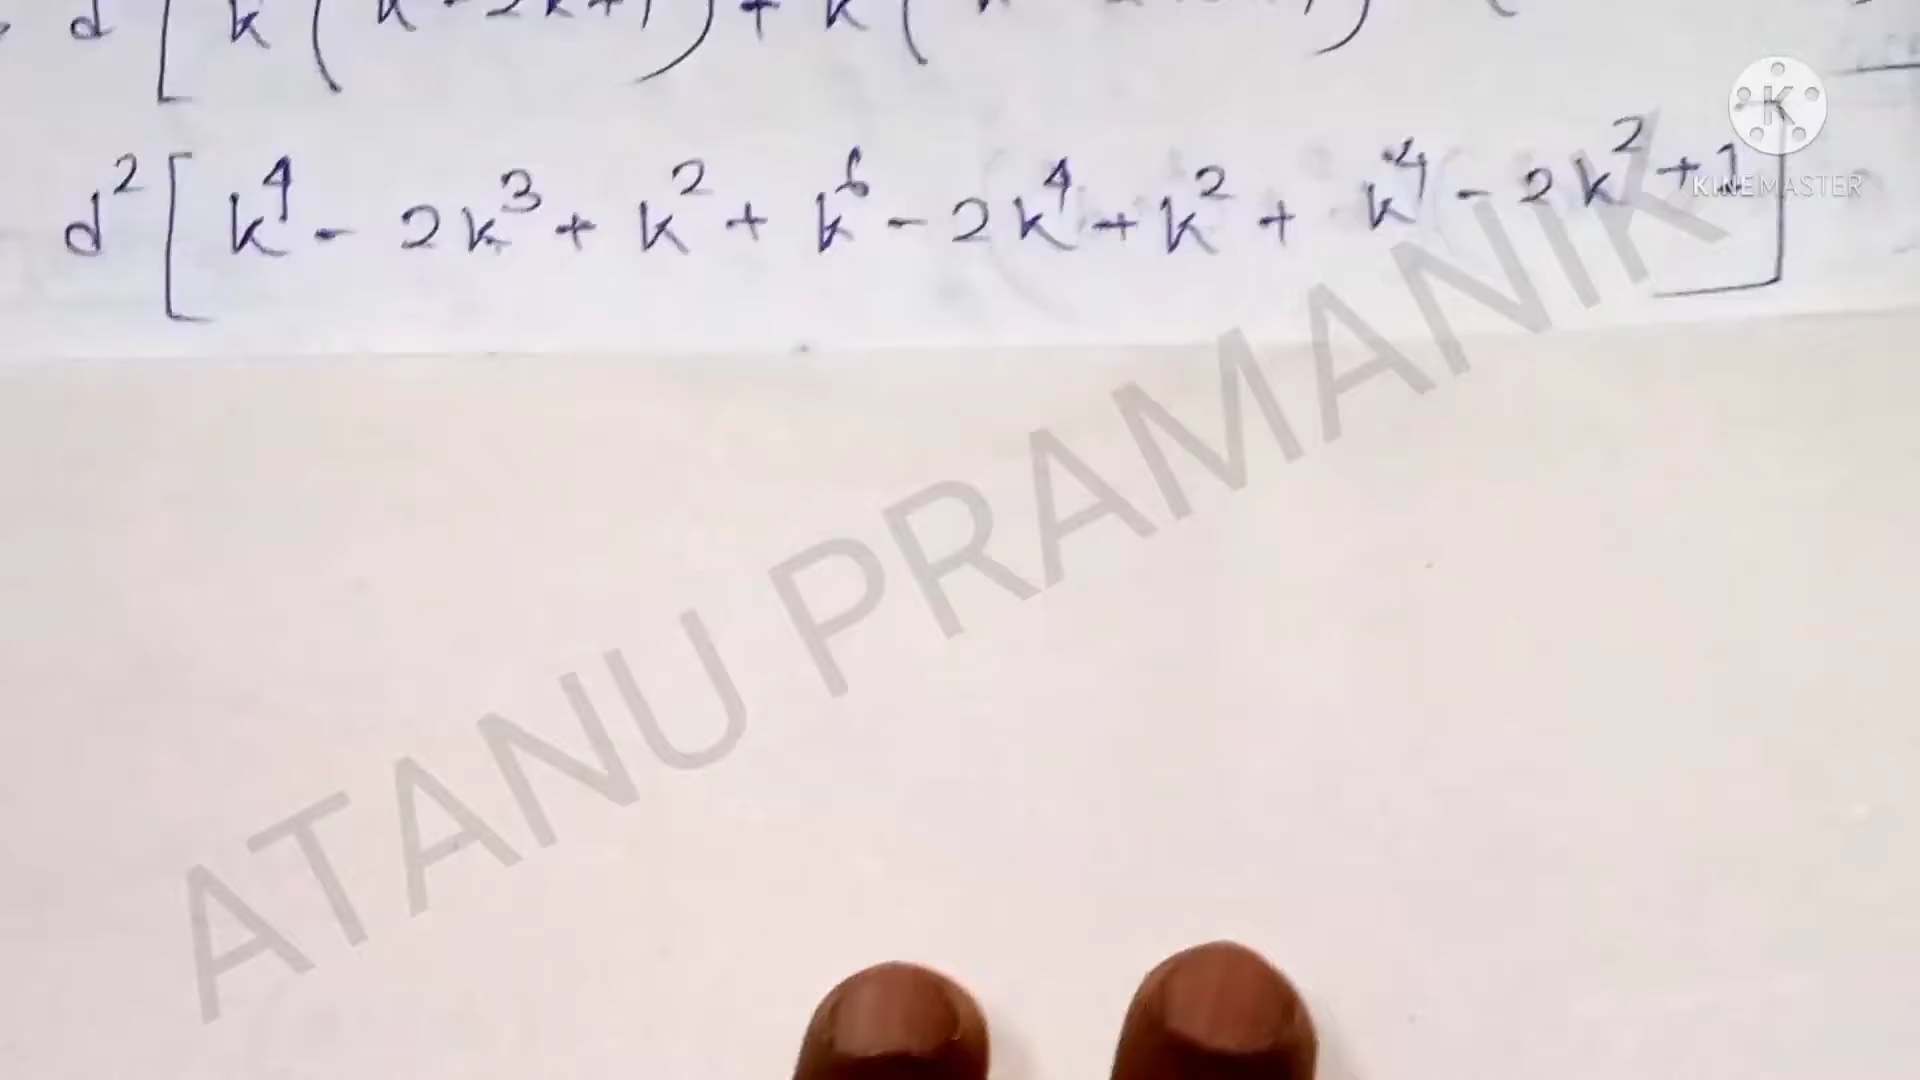 d² [ k⁴ - 2k³ + k² + k⁶ - 2k⁴ + k² + k⁴ - 2k² + 1 ]
K
KINEMASTER
ATANU PRAMANIK